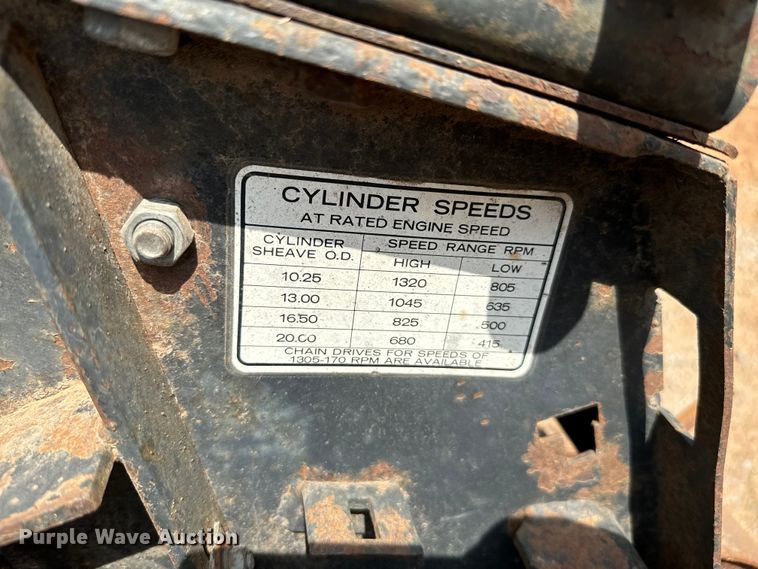 CYLINDER SPEEDS
AT RATED ENGINE SPEED
CYLINDER SHEAVE O.D. SPEED RANGE RPM
HIGH LOW
10.25 1320 805
13.00 1045 635
16.50 825 500
20.00 680 415
CHAIN DRIVES FOR SPEEDS OF
1305-170 RPM ARE AVAILABLE
Purple Wave Auction